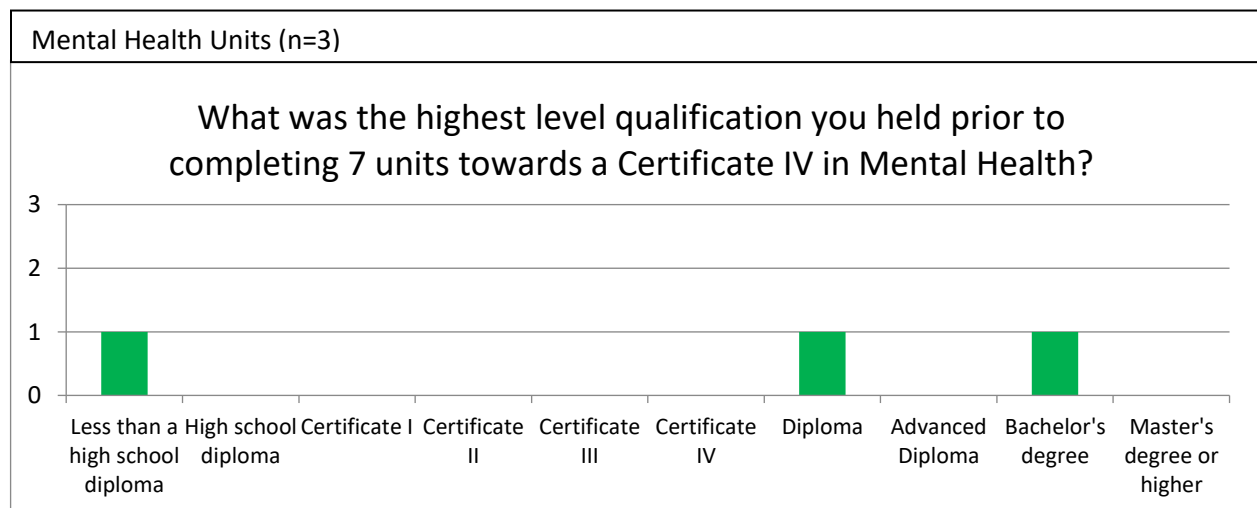 Mental Health Units (n=3)
What was the highest level qualification you held prior to
completing 7 units towards a Certificate IV in Mental Health?
3
2
1
0
Less than a high school diploma
High school diploma
Certificate I
Certificate II
Certificate III
Certificate IV
Diploma
Advanced Diploma
Bachelor's degree
Master's degree or higher